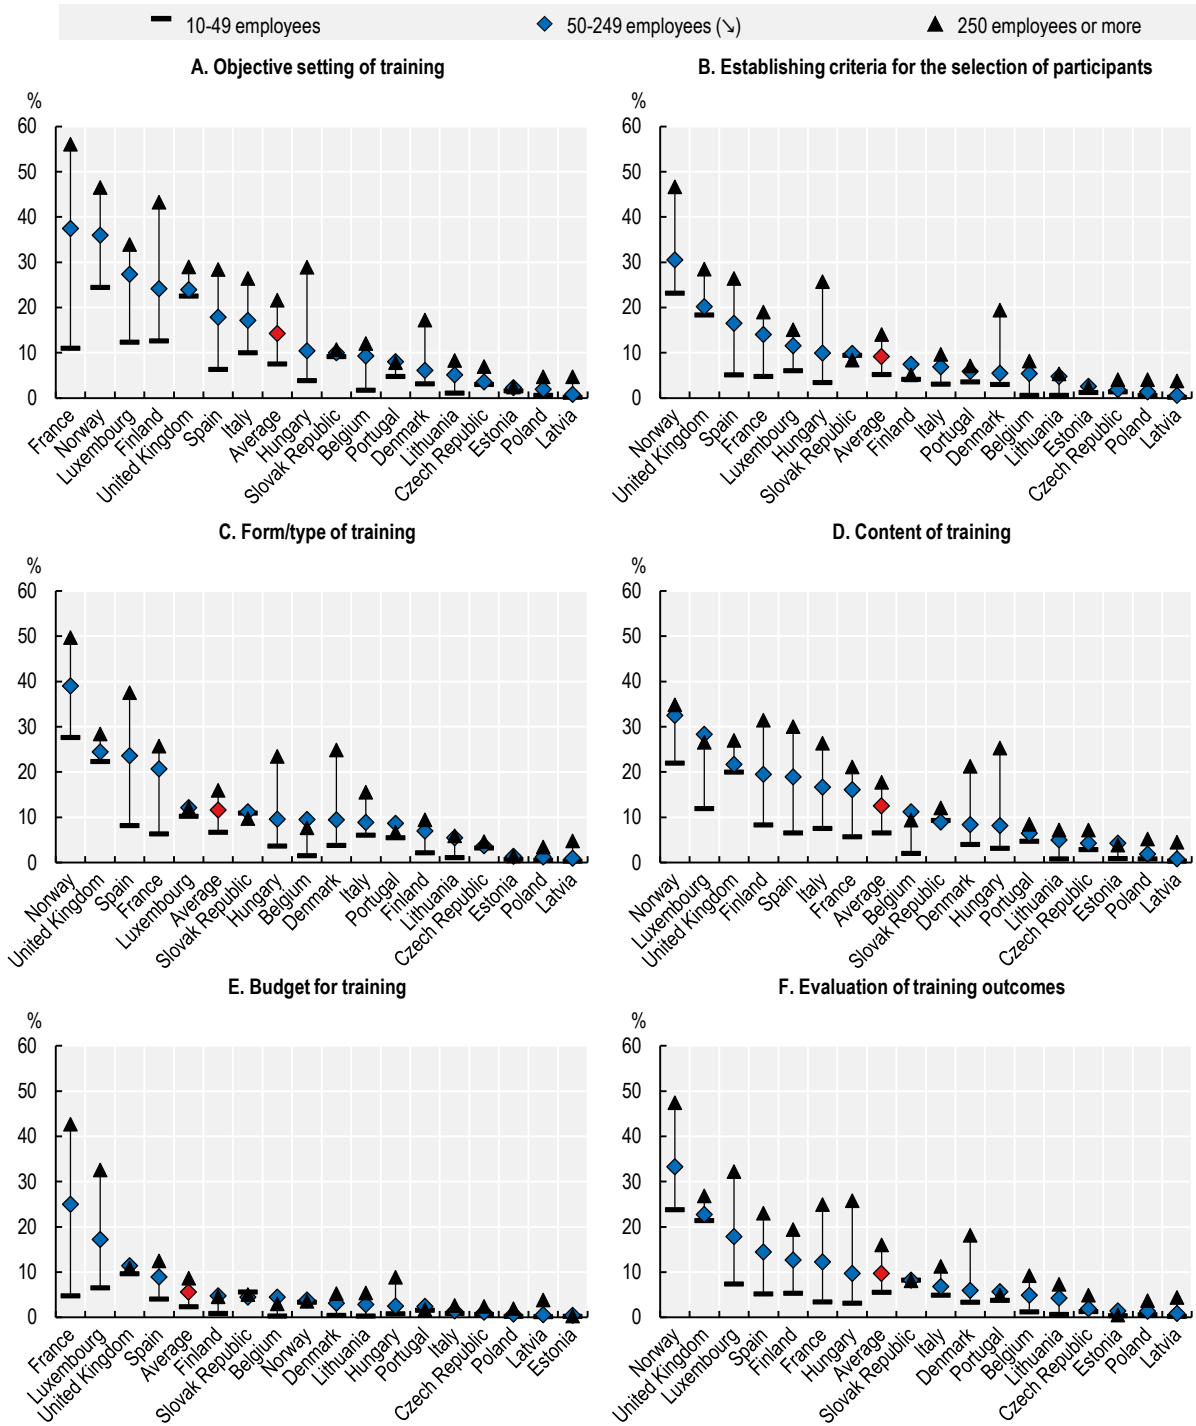 10-49 employees
50-249 employees (↘)
250 employees or more
A. Objective setting of training
%
60
50
40
30
20
10
0
France
Norway
Luxembourg
Finland
United Kingdom
Spain
Italy
Average
Hungary
Slovak Republic
Belgium
Portugal
Denmark
Lithuania
Czech Republic
Estonia
Poland
Latvia
B. Establishing criteria for the selection of participants
%
60
50
40
30
20
10
0
Norway
United Kingdom
Spain
France
Luxembourg
Hungary
Slovak Republic
Average
Finland
Italy
Portugal
Denmark
Belgium
Lithuania
Estonia
Czech Republic
Poland
Latvia
C. Form/type of training
%
60
50
40
30
20
10
0
Norway
United Kingdom
Spain
France
Luxembourg
Average
Slovak Republic
Hungary
Belgium
Denmark
Italy
Portugal
Finland
Lithuania
Czech Republic
Estonia
Poland
Latvia
D. Content of training
%
60
50
40
30
20
10
0
Norway
Luxembourg
United Kingdom
Finland
Spain
Italy
France
Average
Belgium
Slovak Republic
Denmark
Hungary
Portugal
Lithuania
Czech Republic
Estonia
Poland
Latvia
E. Budget for training
%
60
50
40
30
20
10
0
France
Luxembourg
United Kingdom
Spain
Average
Finland
Slovak Republic
Belgium
Norway
Denmark
Lithuania
Hungary
Portugal
Italy
Czech Republic
Poland
Latvia
Estonia
F. Evaluation of training outcomes
%
60
50
40
30
20
10
0
Norway
United Kingdom
Luxembourg
Spain
Finland
France
Hungary
Average
Slovak Republic
Italy
Denmark
Portugal
Belgium
Lithuania
Czech Republic
Estonia
Poland
Latvia